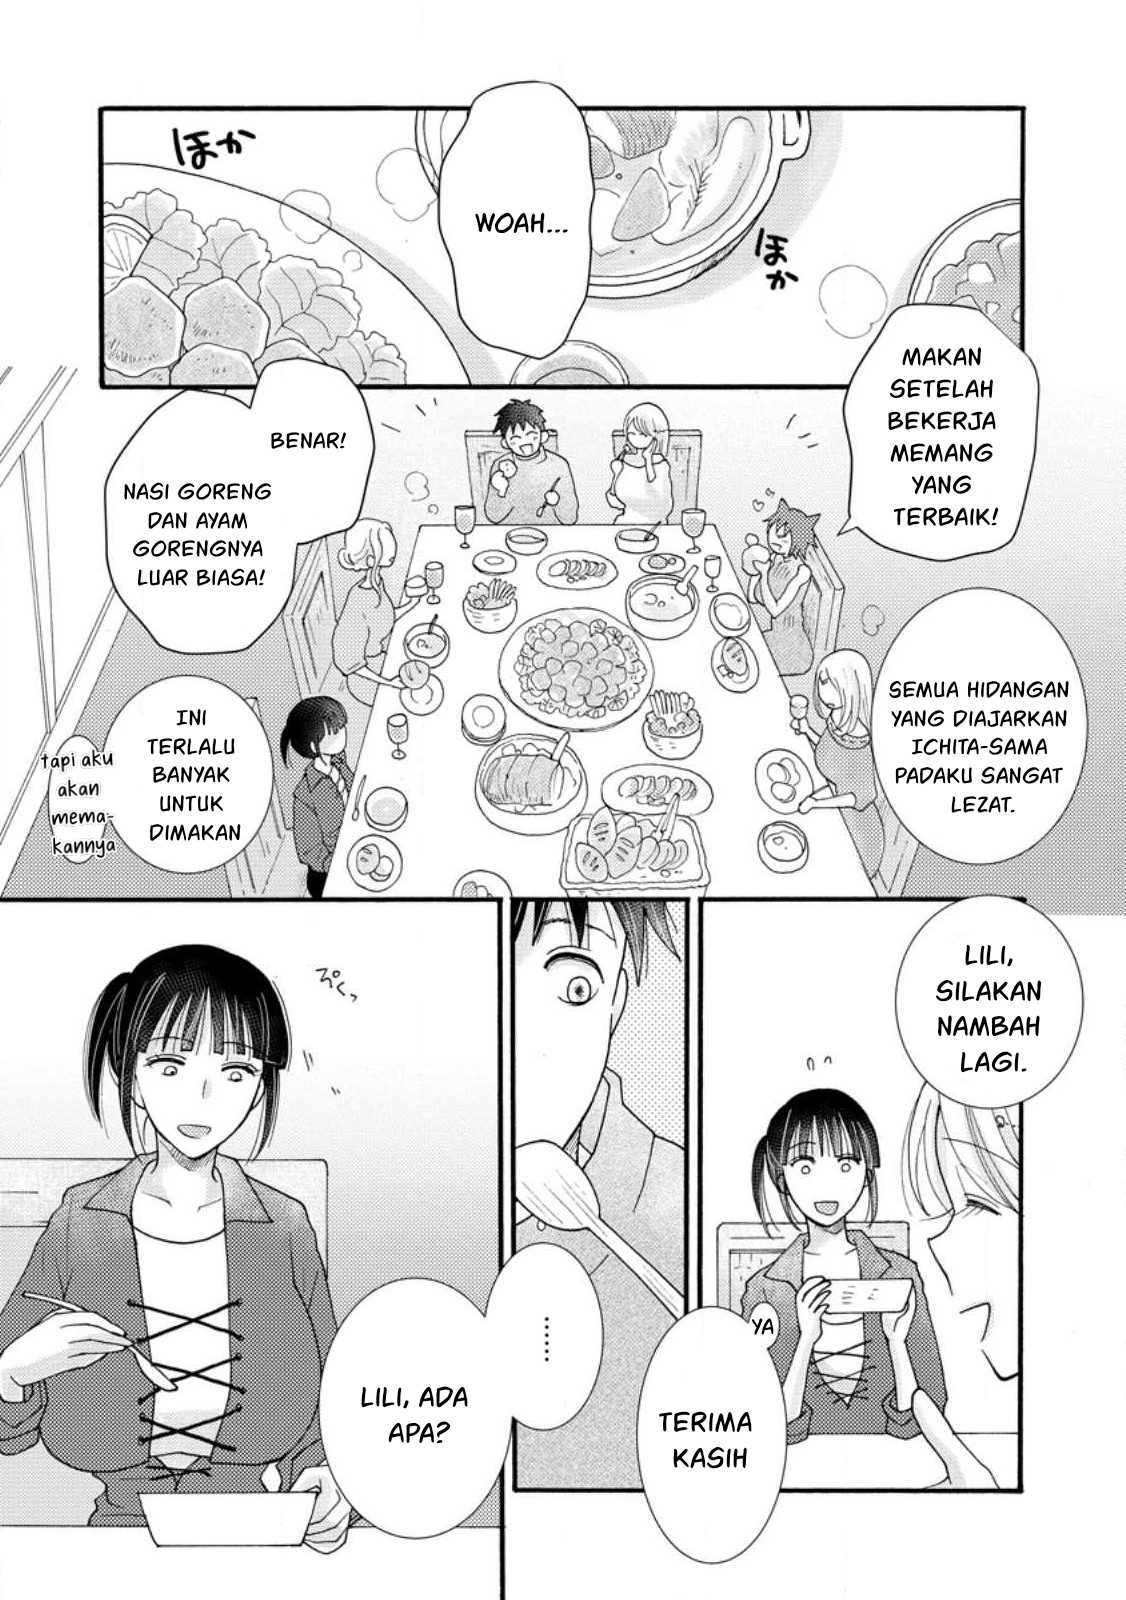 ほか
WOAH...
ほか
MAKAN
SETELAH
BEKERJA
MEMANG
YANG
TERBAIK!
BENAR!
NASI GORENG
DAN AYAM
GORENGNYA
LUAR BIASA!
SEMUA HIDANGAN
YANG DIAJARKAN
ICHITA-SAMA
PADAKU SANGAT
LEZAT.
INI
TERLALU
BANYAK
UNTUK
DIMAKAN
tapi aku
akan
mema-
kannya
LILI,
SILAKAN
NAMBAH
LAGI.
YA
TERIMA
KASIH
......
LILI, ADA
APA?
ぷくっ